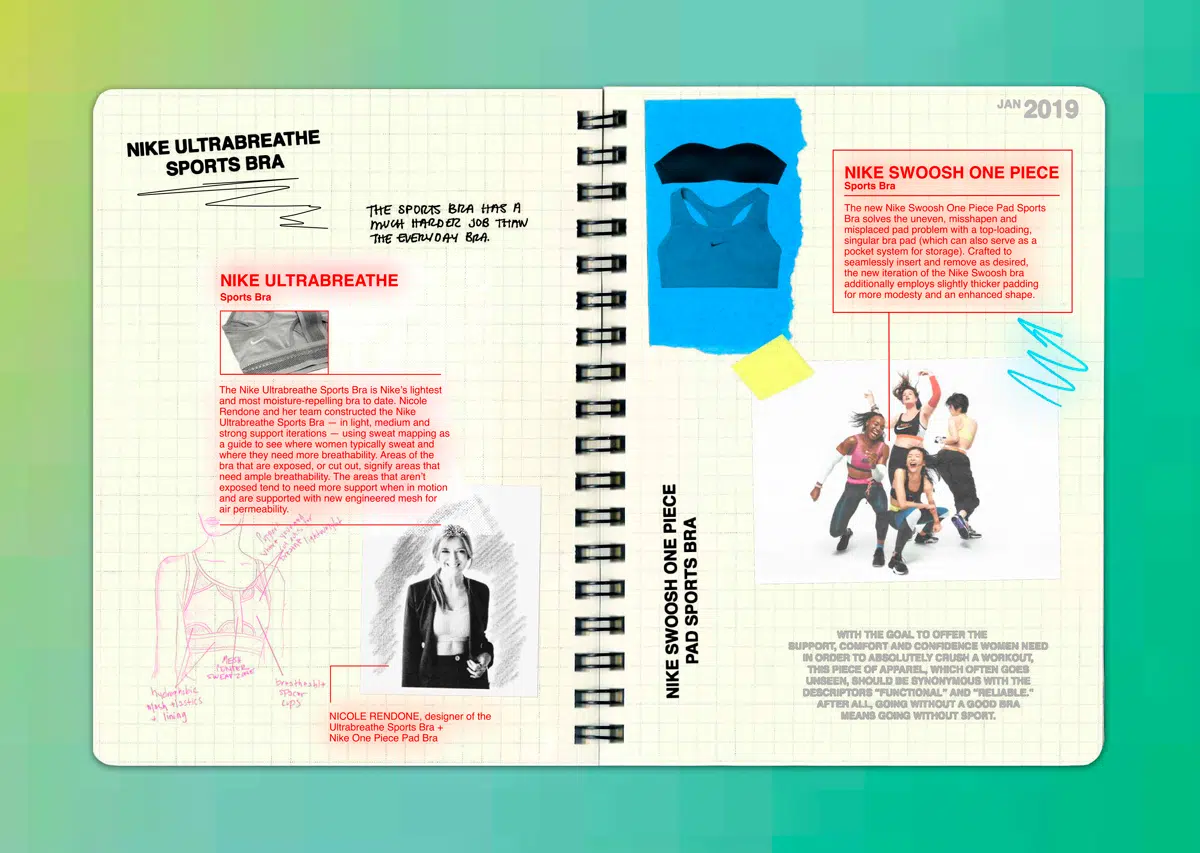 NIKE ULTRABREATHE
SPORTS BRA
THE SPORTS BRA HAS A
MUCH HARDER JOB THAN
THE EVERYDAY BRA.
NIKE ULTRABREATHE
Sports Bra
The Nike Ultrabreathe Sports Bra is Nike's lightest
and most moisture-repelling bra to date. Nicole
Rendone and her team constructed the Nike
Ultrabreathe Sports Bra — in light, medium and
strong support iterations — using sweat mapping as
a guide to see where women typically sweat and
where they need more breathability. Areas of the
bra that are exposed, or cut out, signify areas that
need ample breathability. The areas that aren't
exposed tend to need more support when in motion
and are supported with new engineered mesh for
air permeability.
MESH
UNDER
SWEAT ZONE
hydrophobic
mesh elastics
+ lining
breathable
spacer
cups
NICOLE RENDONE, designer of the
Ultrabreathe Sports Bra +
Nike One Piece Pad Bra
JAN 2019
NIKE SWOOSH ONE PIECE
Sports Bra
The new Nike Swoosh One Piece Pad Sports
Bra solves the uneven, misshapen and
misplaced pad problem with a top-loading,
singular bra pad (which can also serve as a
pocket system for storage). Crafted to
seamlessly insert and remove as desired,
the new iteration of the Nike Swoosh bra
additionally employs slightly thicker padding
for more modesty and an enhanced shape.
NIKE SWOOSH ONE PIECE
PAD SPORTS BRA
WITH THE GOAL TO OFFER THE
SUPPORT, COMFORT AND CONFIDENCE WOMEN NEED
IN ORDER TO ABSOLUTELY CRUSH A WORKOUT,
THIS PIECE OF APPAREL, WHICH OFTEN GOES
UNSEEN, SHOULD BE SYNONYMOUS WITH THE
DESCRIPTORS "FUNCTIONAL" AND "RELIABLE."
AFTER ALL, GOING WITHOUT A GOOD BRA
MEANS GOING WITHOUT SPORT.